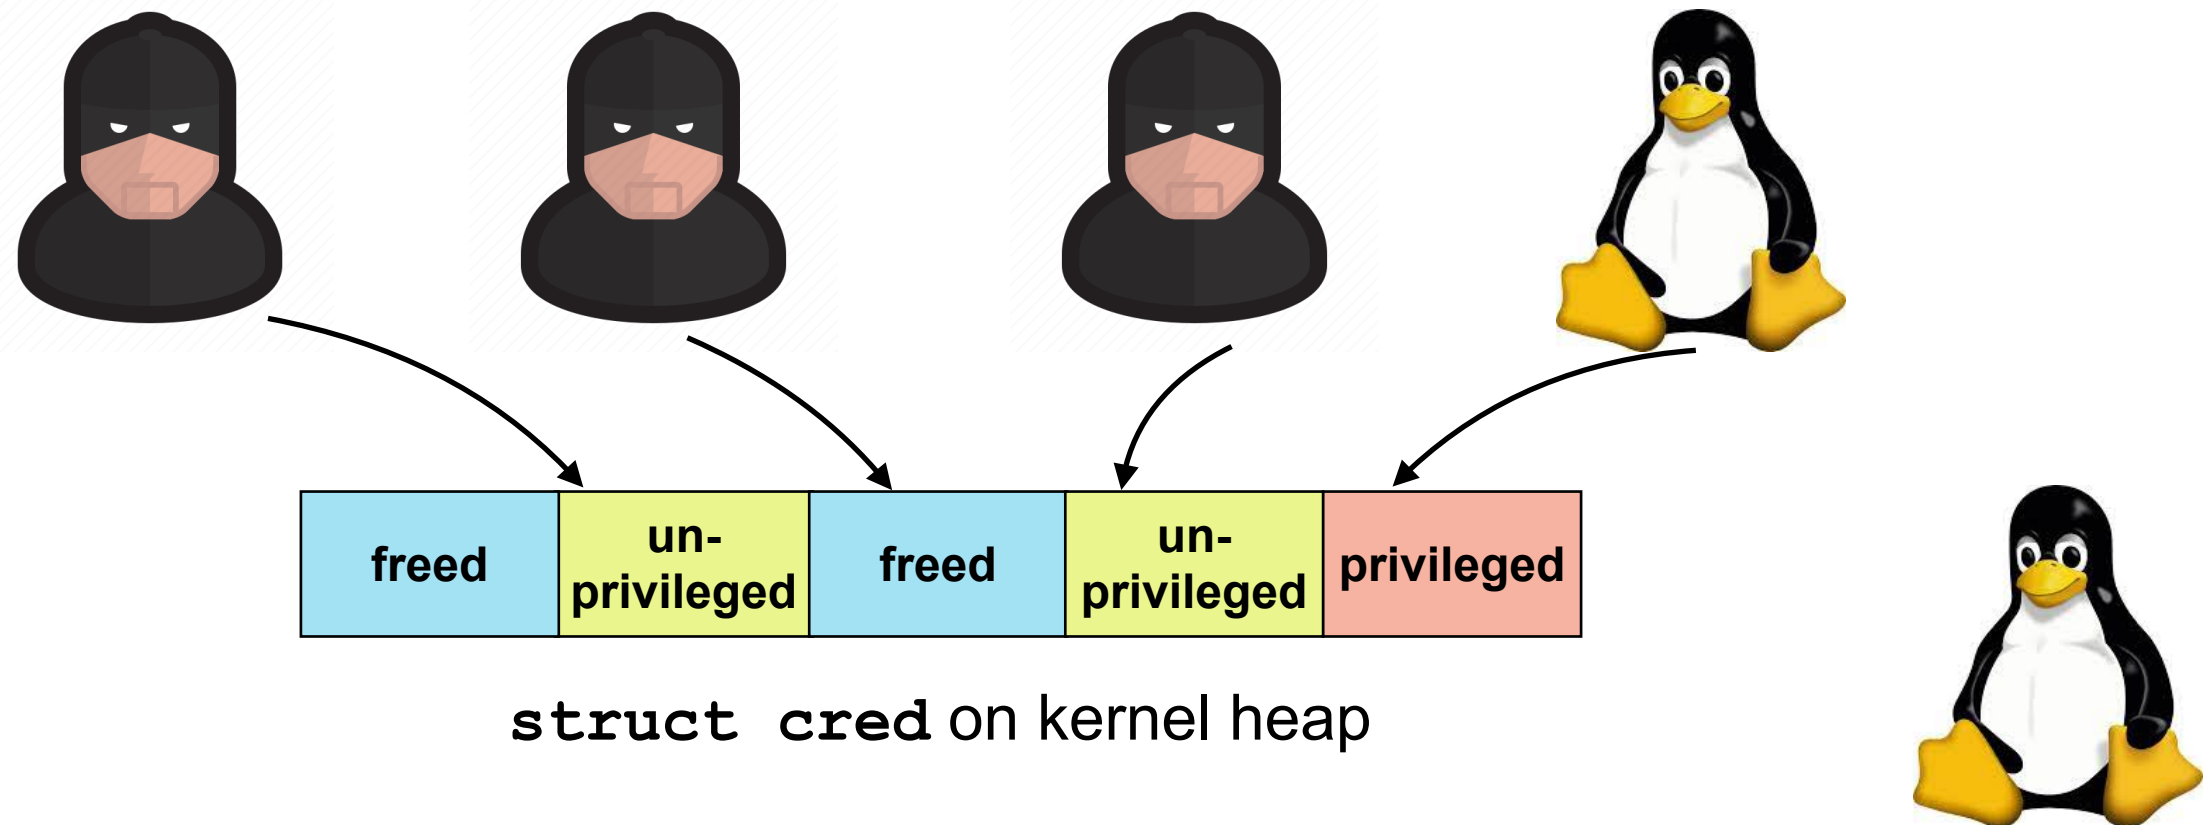 freed
un-
privileged
freed
un-
privileged
privileged
struct cred on kernel heap